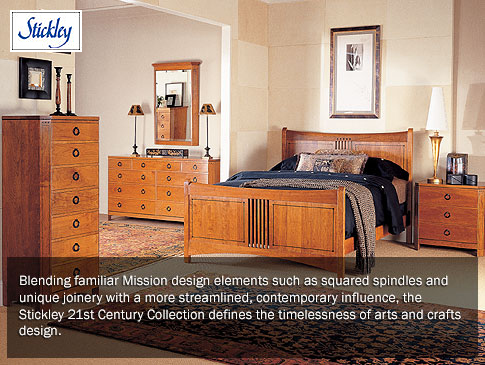 Stickley
Blending familiar Mission design elements such as squared spindles and
unique joinery with a more streamlined, contemporary influence, the
Stickley 21st Century Collection defines the timelessness of arts and crafts
design.